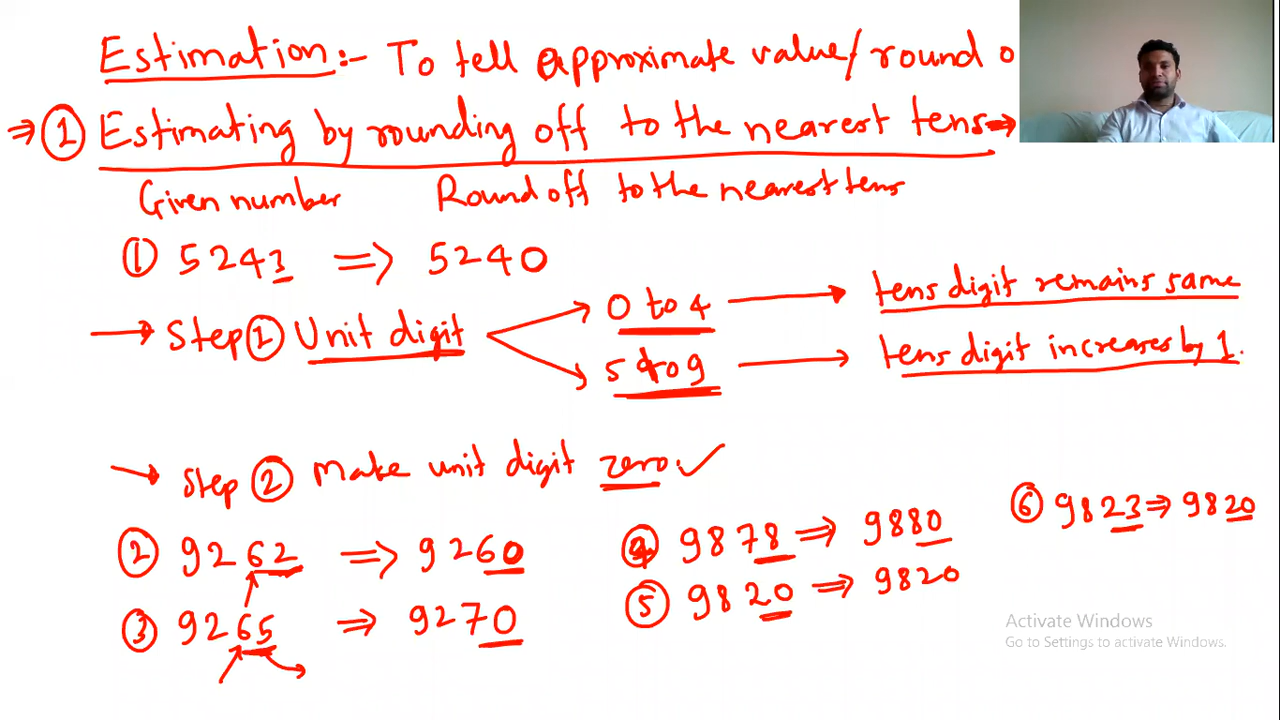 Estimation:- To tell approximate value/round o
⇒ ① Estimating by rounding off to the nearest tens→
Given number Round off to the nearest tens
① 5243 ⇒ 5240
→ Step ① Unit digit
0 to 4 → tens digit remains same
5 to 9 → tens digit increases by 1.
→ Step ② Make unit digit zero. ✓
② 9262 ⇒ 9260
③ 9265 ⇒ 9270
④ 9878 ⇒ 9880
⑤ 9820 ⇒ 9820
⑥ 9823 ⇒ 9820
Activate Windows
Go to Settings to activate Windows.